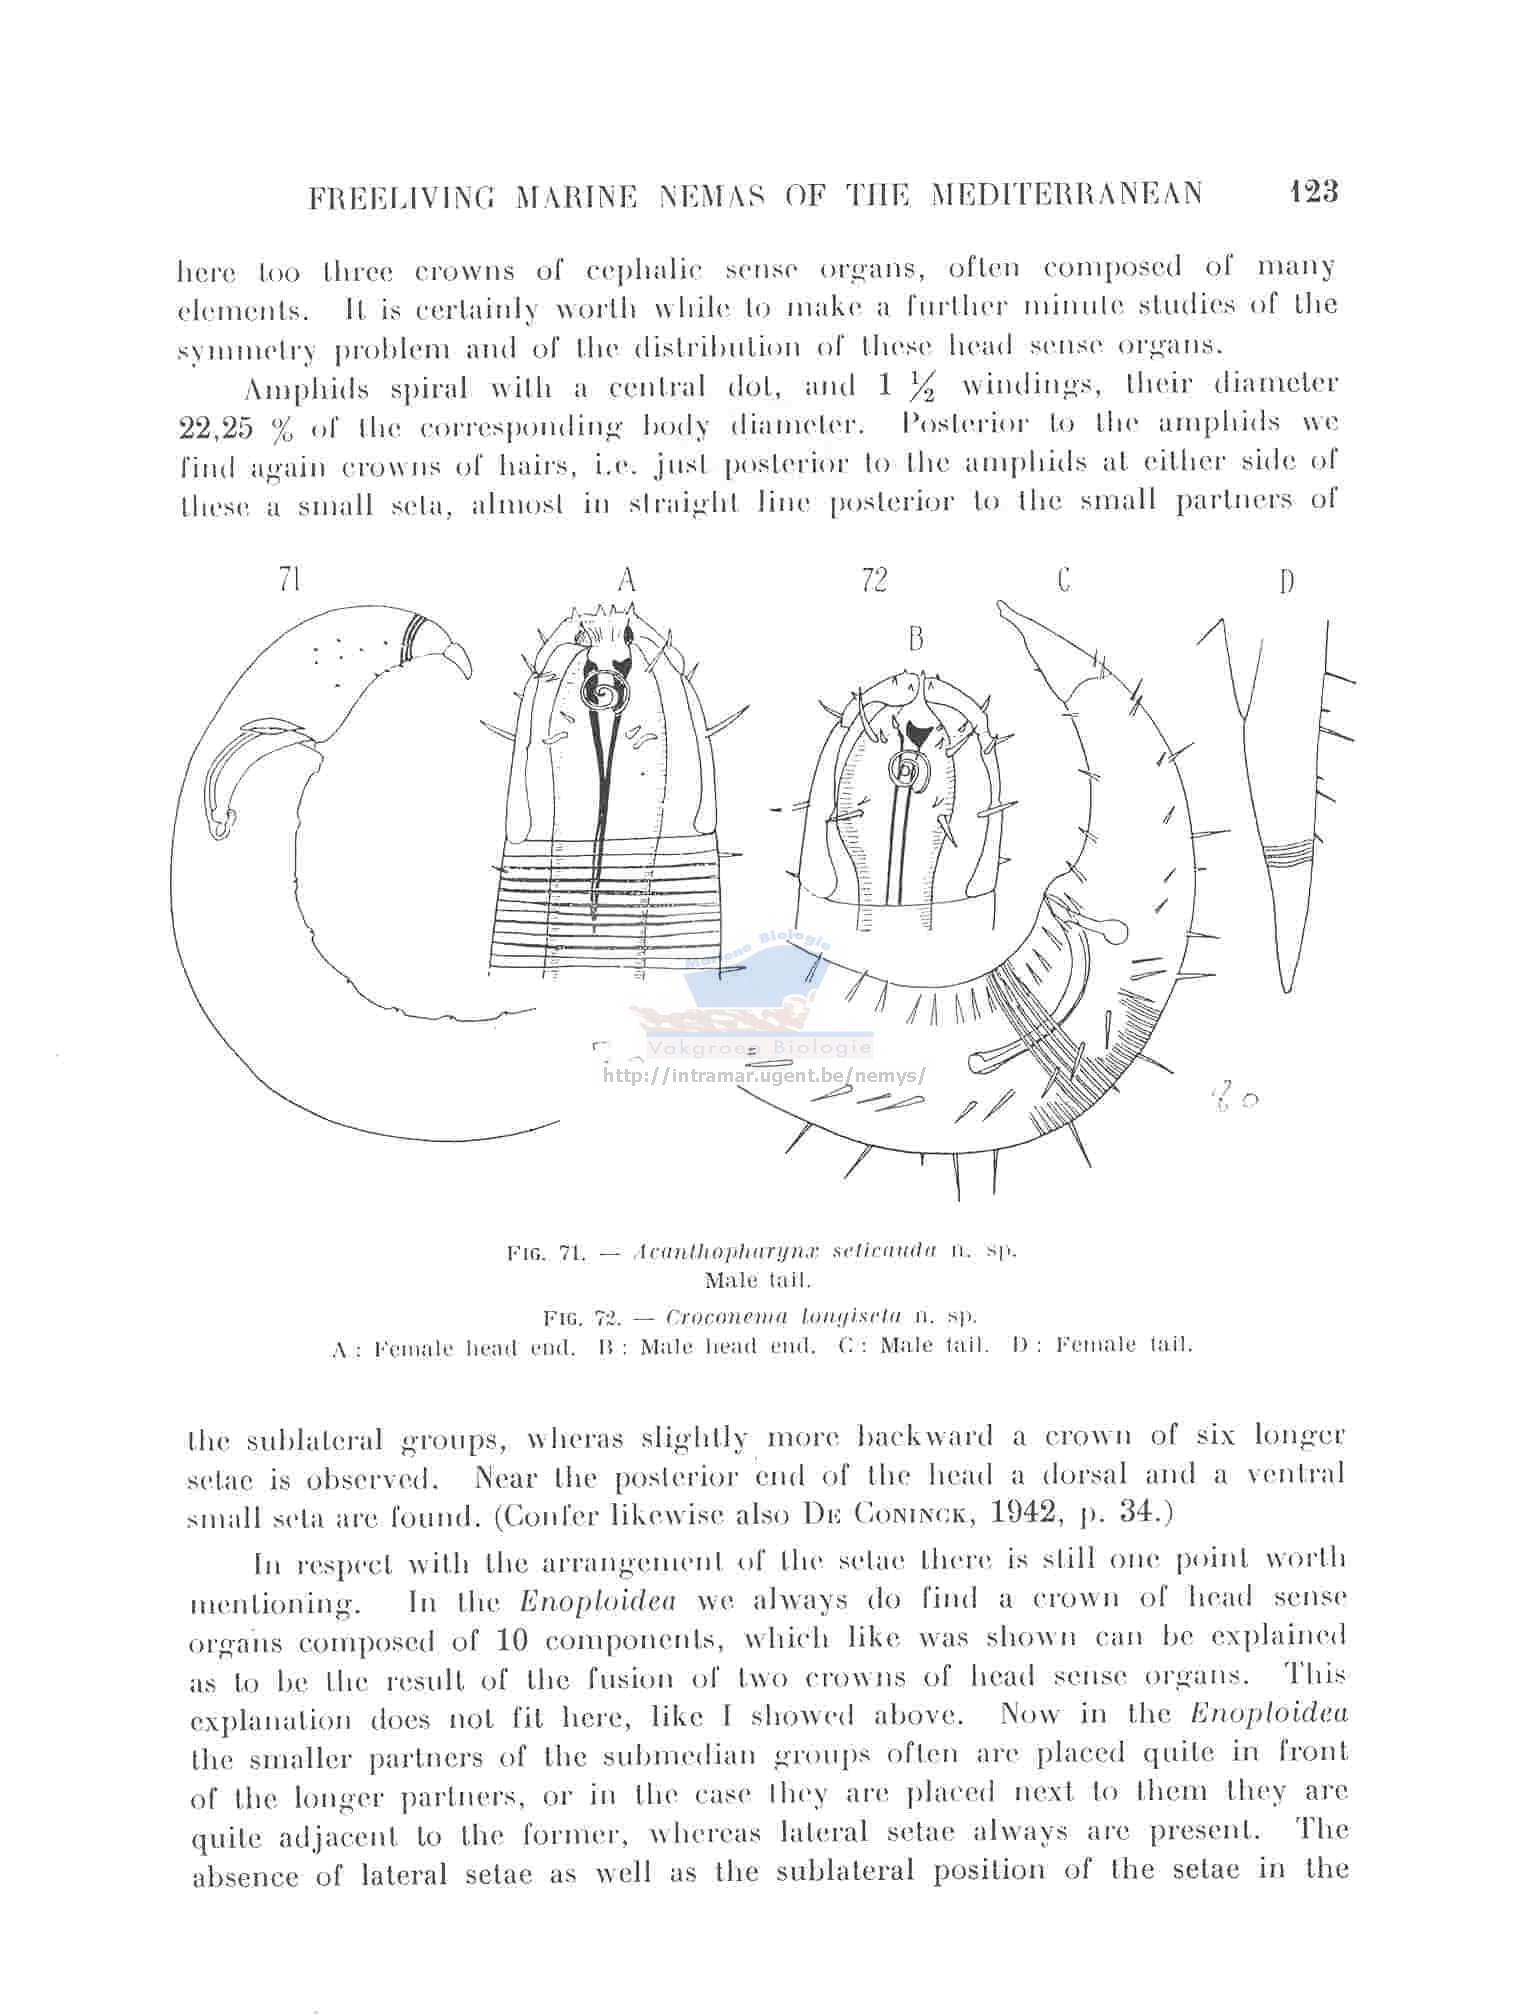 FREELIVING MARINE NEMAS OF THE MEDITERRANEAN 123
here too three crowns of cephalic sense organs, often composed of many
elements. It is certainly worth while to make a further minute studies of the
symmetry problem and of the distribution of these head sense organs.
Amphids spiral with a central dot, and 1 ½ windings, their diameter
22,25 % of the corresponding body diameter. Posterior to the amphids we
find again crowns of hairs, i.e. just posterior to the amphids at either side of
these a small seta, almost in straight line posterior to the small partners of
71 A 72 C D
B
Mariene Biologie
Vakgroep Biologie
http://intramar.ugent.be/nemys/
80
FIG. 71. — Acanthopharynx seticauda n. sp.
Male tail.
FIG. 72. — Croconema longiseta n. sp.
A : Female head end. B : Male head end. C : Male tail. D : Female tail.
the sublateral groups, wheras slightly more backward a crown of six longer
setae is observed. Near the posterior end of the head a dorsal and a ventral
small seta are found. (Confer likewise also DE CONINCK, 1942, p. 34.)
In respect with the arrangement of the setae there is still one point worth
mentioning. In the Enoploidea we always do find a crown of head sense
organs composed of 10 components, which like was shown can be explained
as to be the result of the fusion of two crowns of head sense organs. This
explanation does not fit here, like I showed above. Now in the Enoploidea
the smaller partners of the submedian groups often are placed quite in front
of the longer partners, or in the case they are placed next to them they are
quite adjacent to the former, whereas lateral setae always are present. The
absence of lateral setae as well as the sublateral position of the setae in the